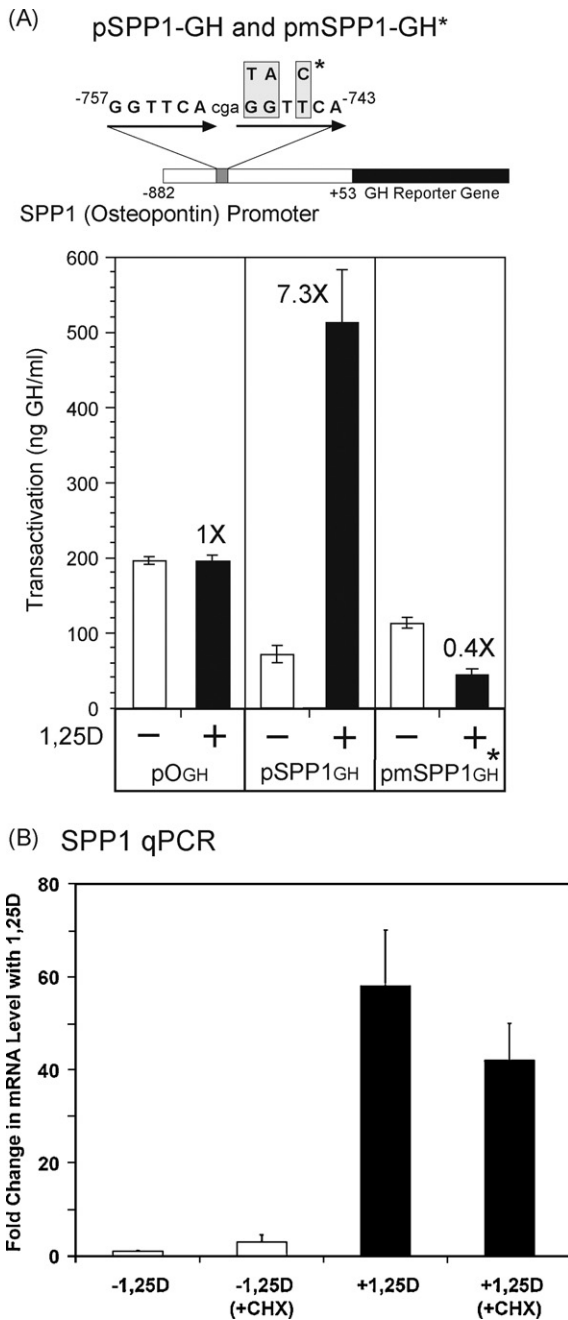 (A) pSPP1-GH and pmSPP1-GH*
T A C *
-757 G G T T C A cga G G T T C A -743
-882 +53 GH Reporter Gene
SPP1 (Osteopontin) Promoter
Transactivation (ng GH/ml)
600
500
400
300
200
100
0
1X
7.3X
0.4X
1,25D − + − + − +
pOGH pSPP1GH pmSPP1GH*
(B) SPP1 qPCR
Fold Change in mRNA Level with 1,25D
80
60
40
20
0
-1,25D -1,25D (+CHX) +1,25D +1,25D (+CHX)